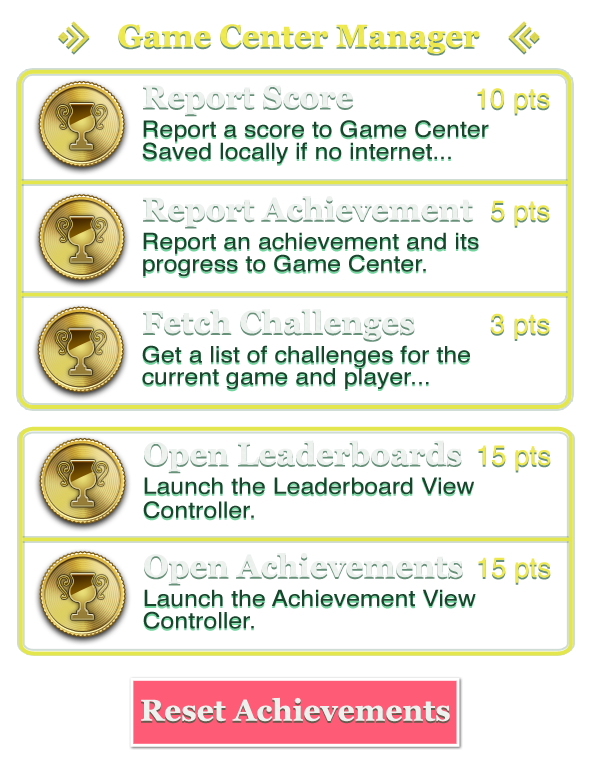 Game Center Manager
Report Score 10 pts
Report a score to Game Center
Saved locally if no internet...
Report Achievement 5 pts
Report an achievement and its
progress to Game Center.
Fetch Challenges 3 pts
Get a list of challenges for the
current game and player...
Open Leaderboards 15 pts
Launch the Leaderboard View
Controller.
Open Achievements 15 pts
Launch the Achievement View
Controller.
Reset Achievements